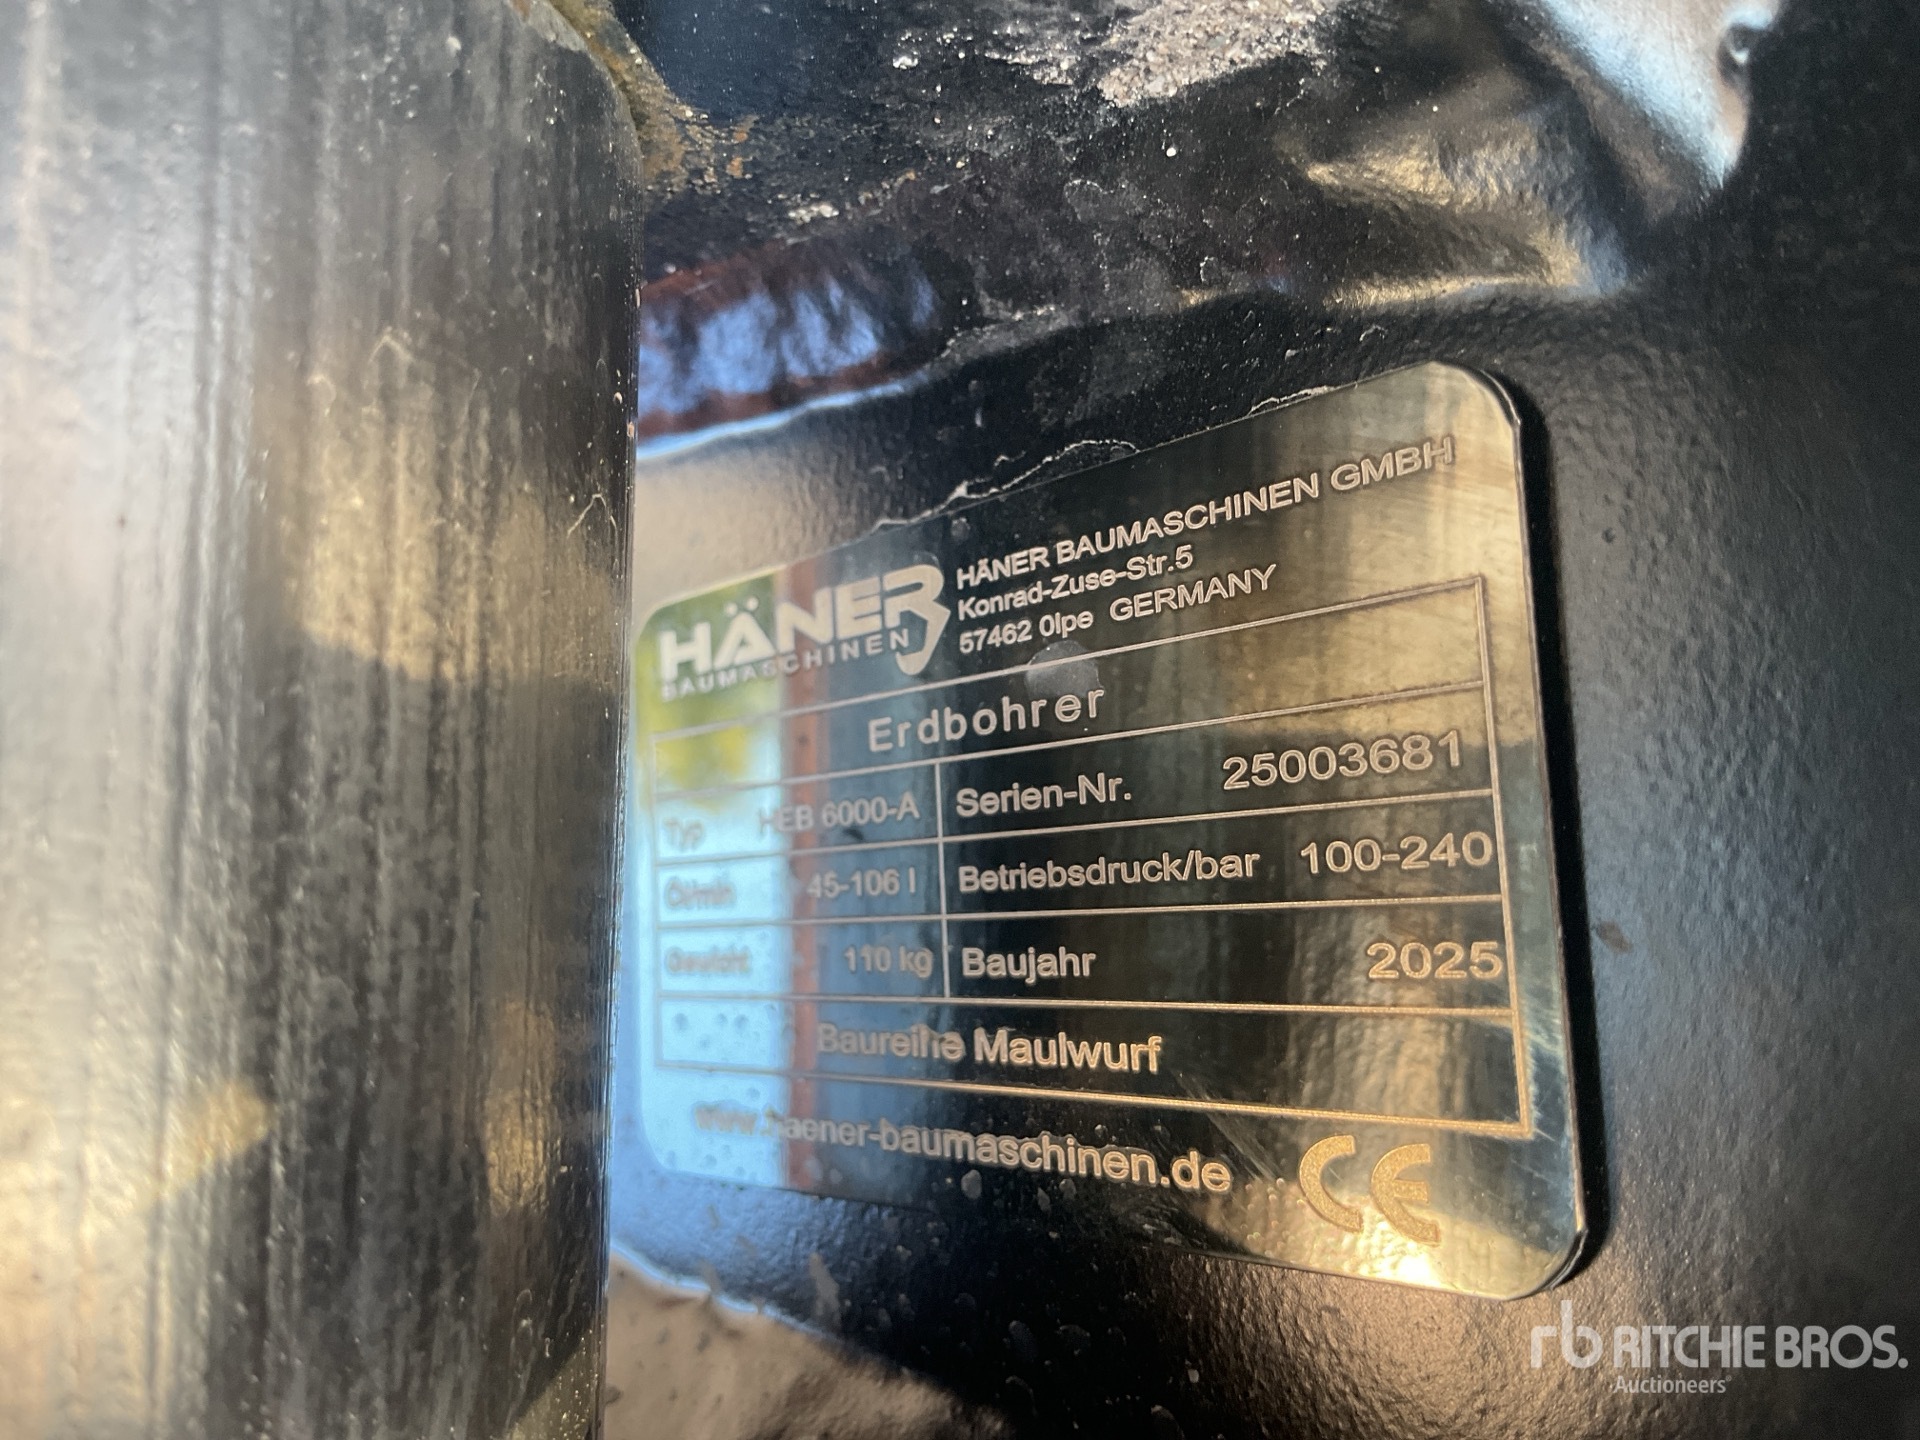 HÄNER
BAUMASCHINEN
HÄNER BAUMASCHINEN GMBH
Konrad-Zuse-Str.5
57462 Olpe GERMANY
Erdbohrer
Typ HEB 6000-A Serien-Nr. 25003681
Öl/min 45-106 l Betriebsdruck/bar 100-240
Gewicht 110 kg Baujahr 2025
Baureihe Maulwurf
www.haener-baumaschinen.de CE
rb RITCHIE BROS.
Auctioneers